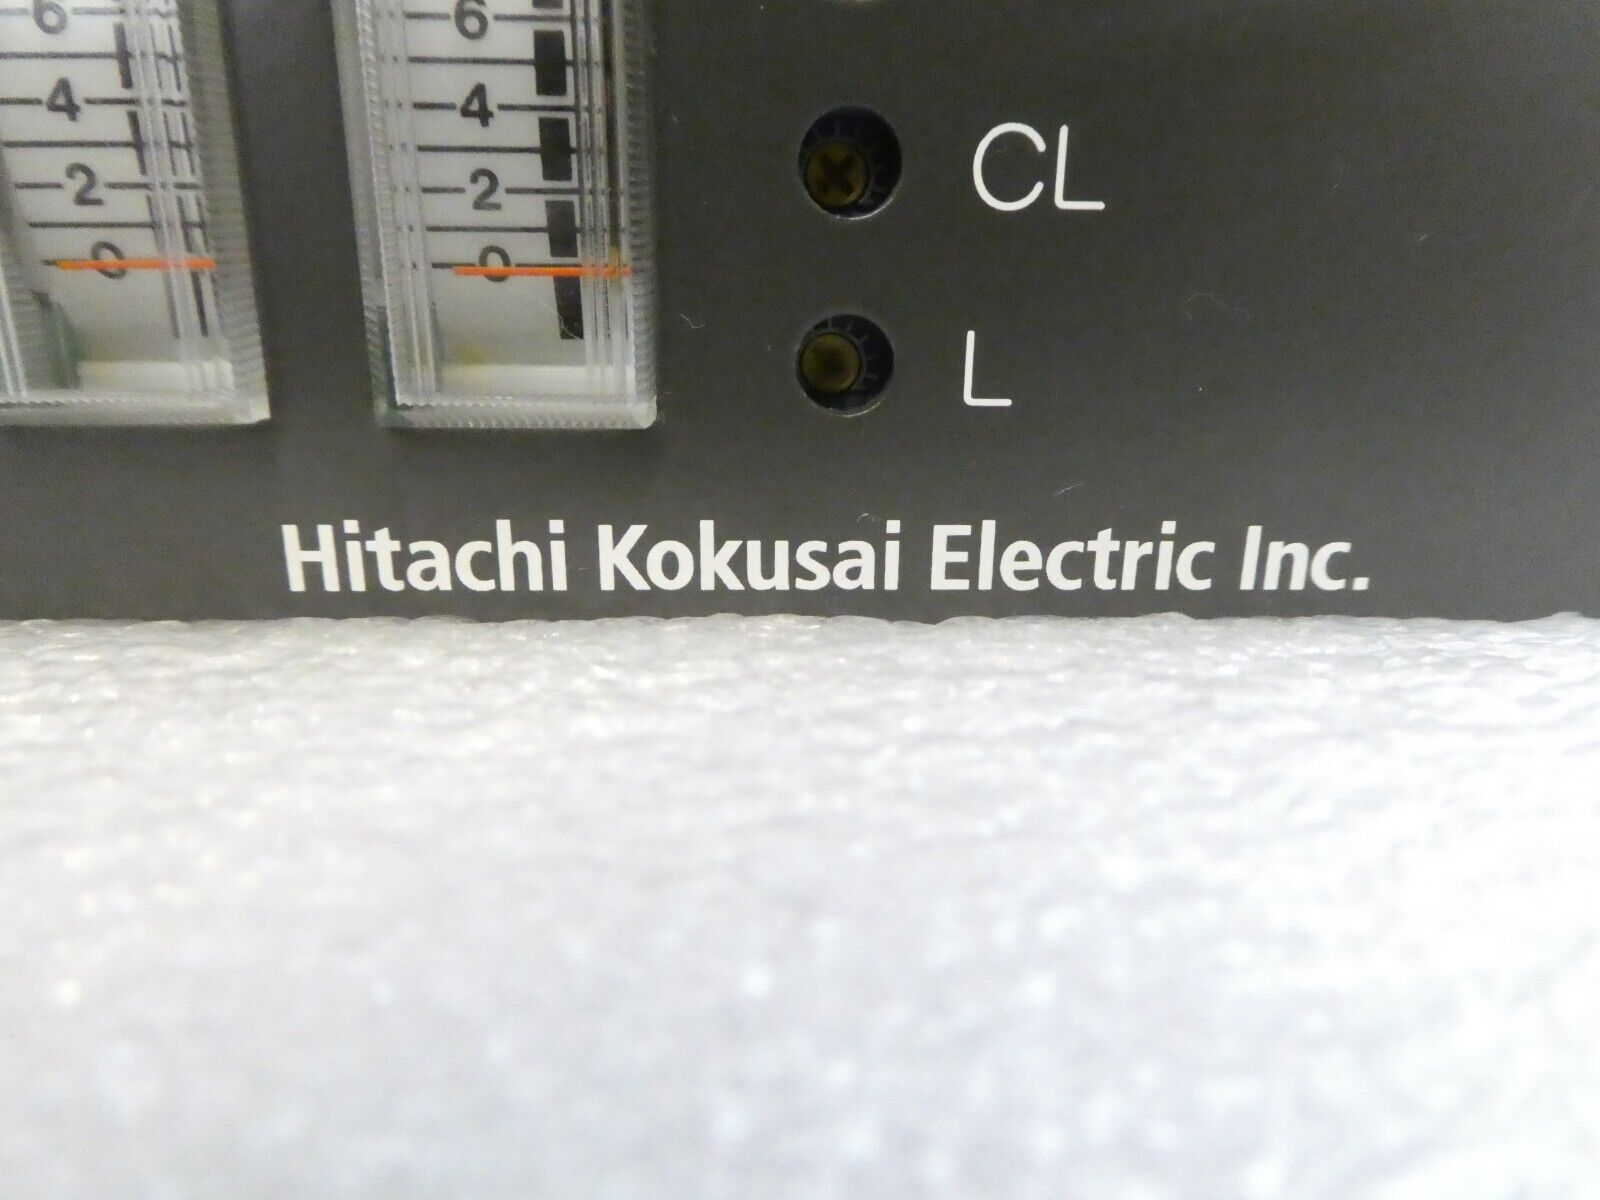 6 6
4 4 CL
2 2
0 0
L
Hitachi Kokusai Electric Inc.